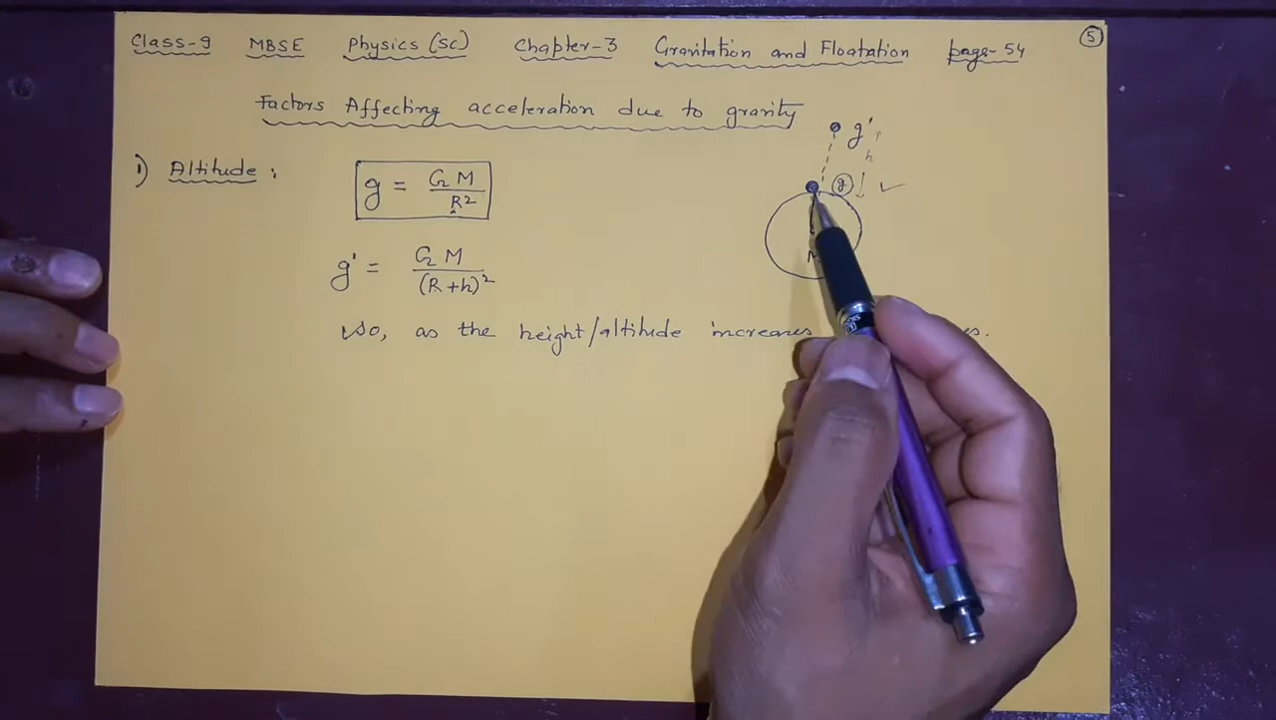 Class-9 MBSE Physics (SC) Chapter-3 Gravitation and Floatation page-54 5
Factors Affecting acceleration due to gravity
1) Altitude :
g = GM / R²
g' = GM / (R+h)²
So, as the height/altitude increases
g'
h
g